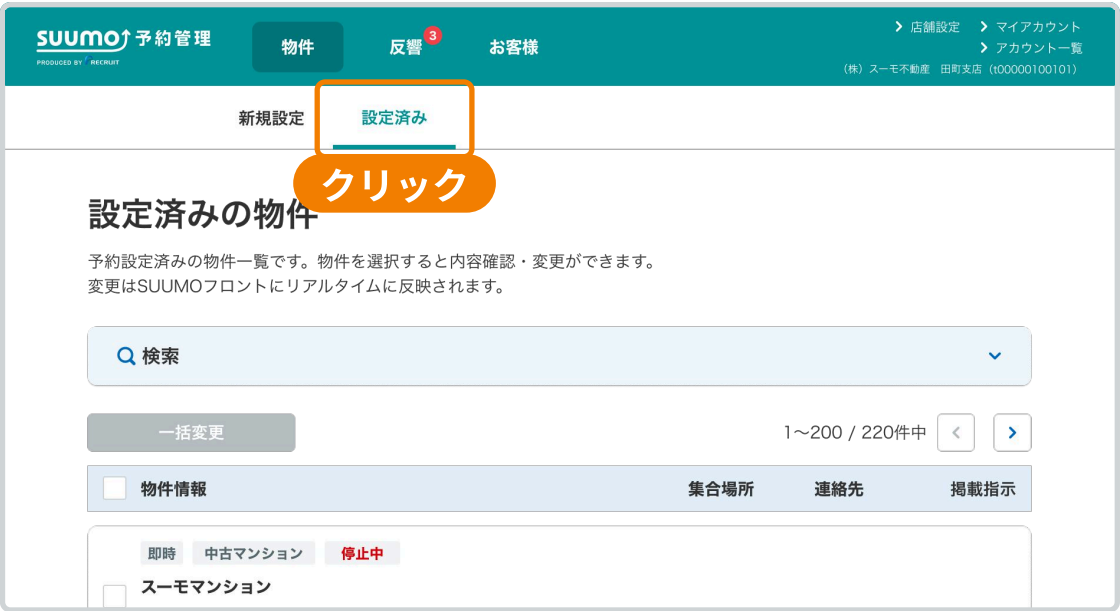 SUUMO 予約管理
PRODUCED BY RECRUIT
物件
反響
3
お客様
店舗設定
マイアカウント
アカウント一覧
（株）スーモ不動産　田町支店（t00000100101）
新規設定
設定済み
クリック
設定済みの物件
予約設定済みの物件一覧です。物件を選択すると内容確認・変更ができます。
変更はSUUMOフロントにリアルタイムに反映されます。
検索
一括変更
1〜200 / 220件中
物件情報
集合場所
連絡先
掲載指示
即時
中古マンション
停止中
スーモマンション